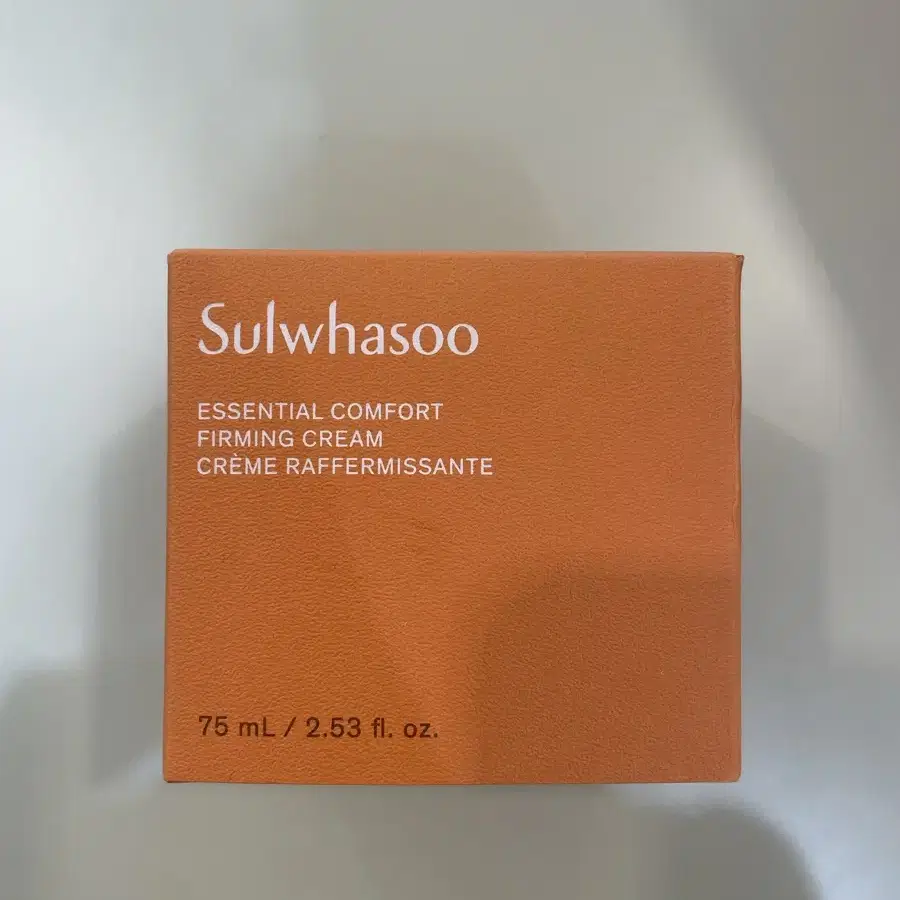 Sulwhasoo
ESSENTIAL COMFORT
FIRMING CREAM
CRÈME RAFFERMISSANTE
75 mL / 2.53 fl. oz.